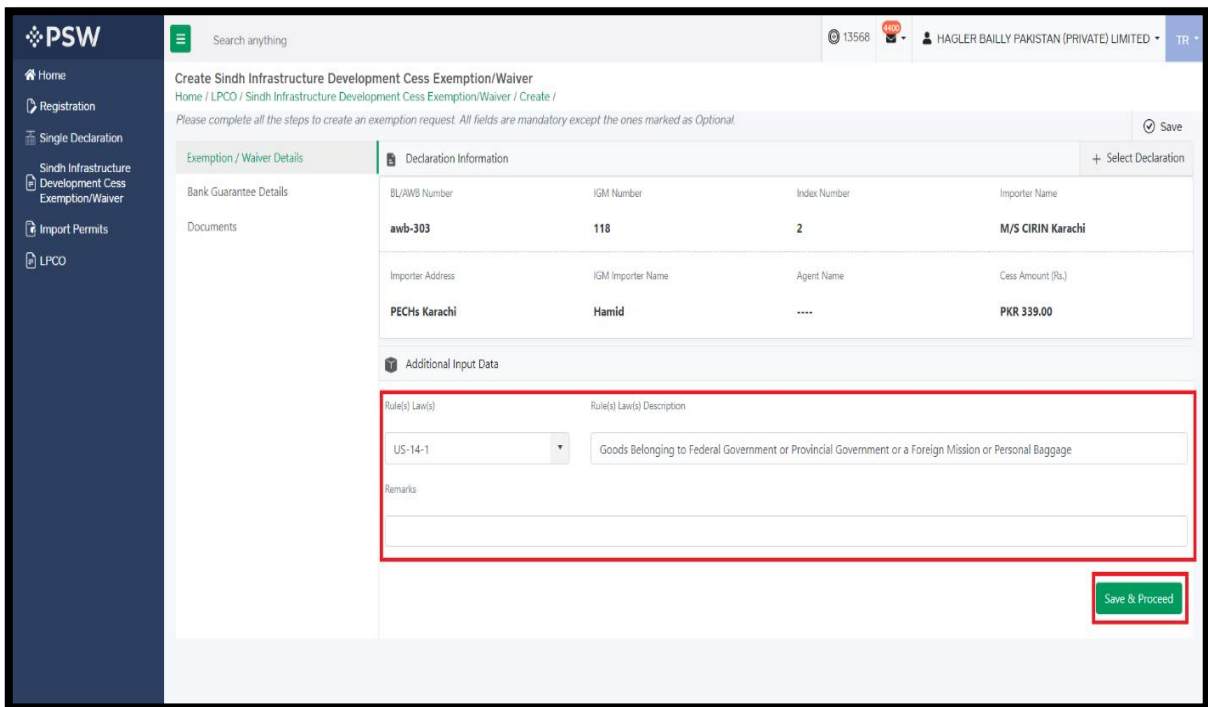 PSW
Search anything
13568
4400
HAGLER BAILLY PAKISTAN (PRIVATE) LIMITED
TR
Home
Registration
Single Declaration
Sindh Infrastructure
Development Cess
Exemption/Waiver
Import Permits
LPCO
Create Sindh Infrastructure Development Cess Exemption/Waiver
Home / LPCO / Sindh Infrastructure Development Cess Exemption/Waiver / Create /
Please complete all the steps to create an exemption request. All fields are mandatory except the ones marked as Optional.
Save
Exemption / Waiver Details
Bank Guarantee Details
Documents
Declaration Information
+ Select Declaration
BL/AWB Number IGM Number Index Number Importer Name
awb-303 118 2 M/S CIRIN Karachi
Importer Address IGM Importer Name Agent Name Cess Amount (Rs.)
PECHs Karachi Hamid ---- PKR 339.00
Additional Input Data
Rule(s) Law(s) Rule(s) Law(s) Description
US-14-1 Goods Belonging to Federal Government or Provincial Government or a Foreign Mission or Personal Baggage
Remarks
Save & Proceed